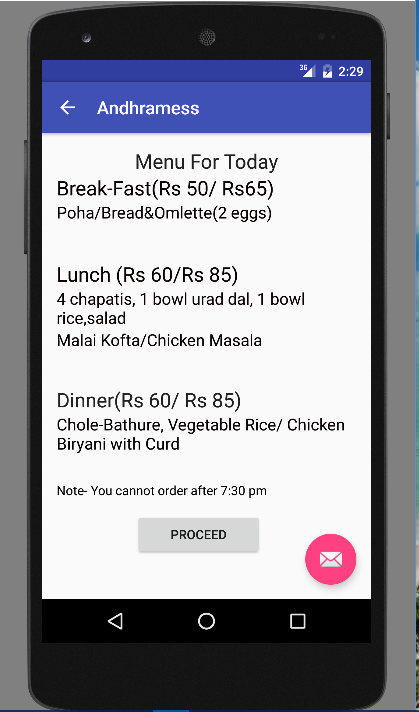 3G 2:29
Andhramess
Menu For Today
Break-Fast(Rs 50/ Rs65)
Poha/Bread&Omlette(2 eggs)
Lunch (Rs 60/Rs 85)
4 chapatis, 1 bowl urad dal, 1 bowl
rice,salad
Malai Kofta/Chicken Masala
Dinner(Rs 60/ Rs 85)
Chole-Bathure, Vegetable Rice/ Chicken
Biryani with Curd
Note- You cannot order after 7:30 pm
PROCEED